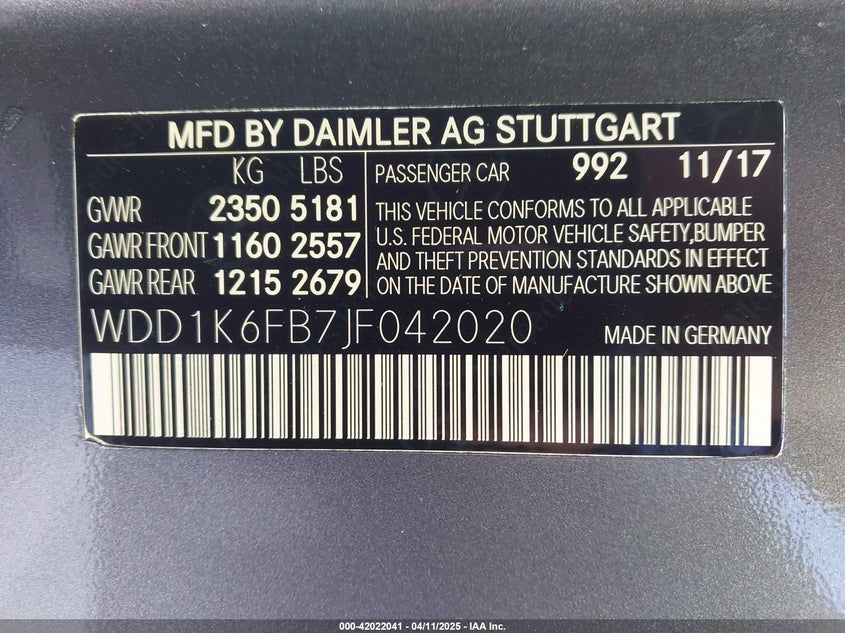 MFD BY DAIMLER AG STUTTGART
KG LBS
GVWR 2350 5181
GAWR FRONT 1160 2557
GAWR REAR 1215 2679
PASSENGER CAR 992 11/17
THIS VEHICLE CONFORMS TO ALL APPLICABLE
U.S. FEDERAL MOTOR VEHICLE SAFETY,BUMPER
AND THEFT PREVENTION STANDARDS IN EFFECT
ON THE DATE OF MANUFACTURE SHOWN ABOVE
WDD1K6FB7JF042020 MADE IN GERMANY
000-42022041 - 04/11/2025 - IAA Inc.